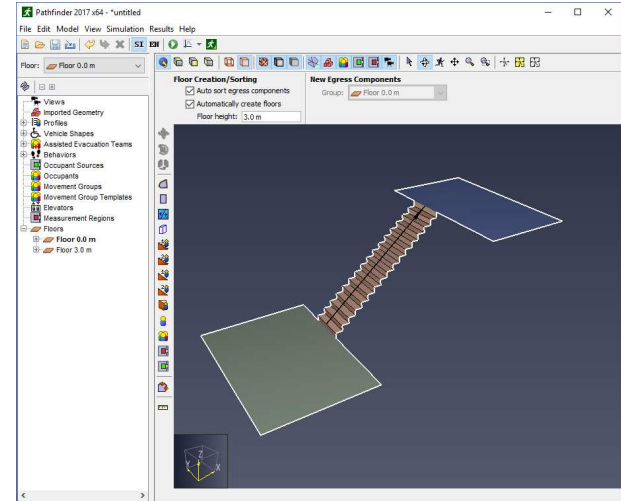 Pathfinder 2017 x64 - *untitled
File Edit Model View Simulation Results Help
SI EN
Floor: Floor 0.0 m
Floor Creation/Sorting
Auto sort egress components
Automatically create floors
Floor height: 3.0 m
New Egress Components
Group: Floor 0.0 m
Views
Imported Geometry
Profiles
Vehicle Shapes
Assisted Evacuation Teams
Behaviors
Occupant Sources
Occupants
Movement Groups
Movement Group Templates
Elevators
Measurement Regions
Floors
Floor 0.0 m
Floor 3.0 m
Z
Y
X